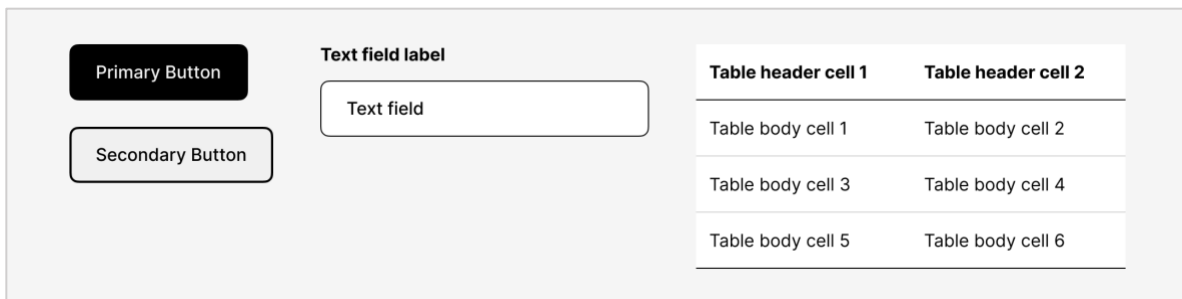 Primary Button
Secondary Button
Text field label
Text field
Table header cell 1 Table header cell 2
Table body cell 1 Table body cell 2
Table body cell 3 Table body cell 4
Table body cell 5 Table body cell 6